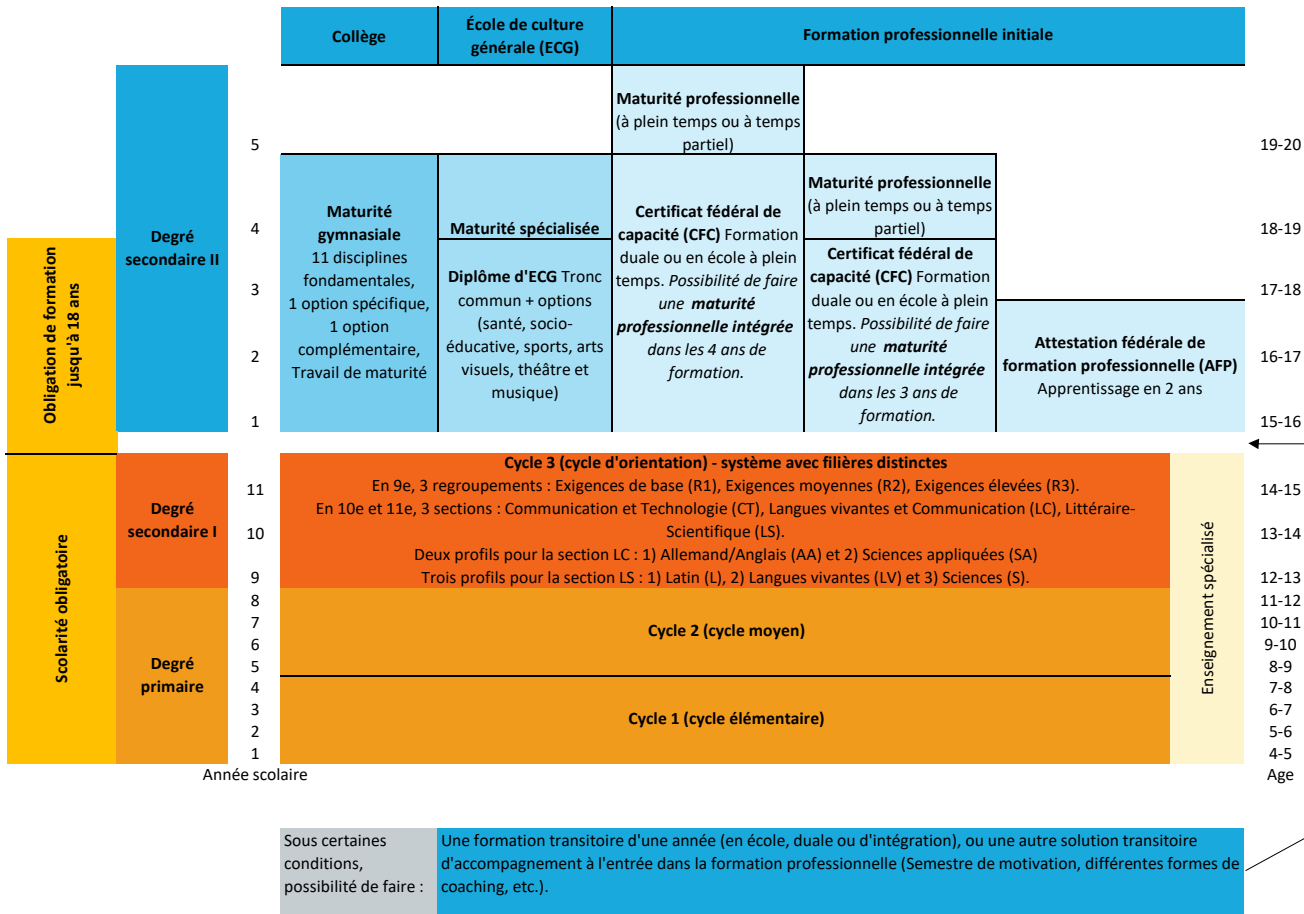 Collège
École de culture
générale (ECG)
Formation professionnelle initiale
Obligation de formation
jusqu'à 18 ans
Degré
secondaire II
5
4
3
2
1
Maturité
gymnasiale
11 disciplines
fondamentales,
1 option spécifique,
1 option
complémentaire,
Travail de maturité
Maturité spécialisée
Diplôme d'ECG Tronc
commun + options
(santé, socio-
éducative, sports, arts
visuels, théâtre et
musique)
Maturité professionnelle
(à plein temps ou à temps
partiel)
Certificat fédéral de
capacité (CFC) Formation
duale ou en école à plein
temps. Possibilité de faire
une maturité
professionnelle intégrée
dans les 4 ans de
formation.
Maturité professionnelle
(à plein temps ou à temps
partiel)
Certificat fédéral de
capacité (CFC) Formation
duale ou en école à plein
temps. Possibilité de faire
une maturité
professionnelle intégrée
dans les 3 ans de
formation.
Attestation fédérale de
formation professionnelle (AFP)
Apprentissage en 2 ans
19-20
18-19
17-18
16-17
15-16
Scolarité obligatoire
Degré
secondaire I
11
10
9
Cycle 3 (cycle d'orientation) - système avec filières distinctes
En 9e, 3 regroupements : Exigences de base (R1), Exigences moyennes (R2), Exigences élevées (R3).
En 10e et 11e, 3 sections : Communication et Technologie (CT), Langues vivantes et Communication (LC), Littéraire-
Scientifique (LS).
Deux profils pour la section LC : 1) Allemand/Anglais (AA) et 2) Sciences appliquées (SA)
Trois profils pour la section LS : 1) Latin (L), 2) Langues vivantes (LV) et 3) Sciences (S).
Enseignement spécialisé
14-15
13-14
12-13
Degré
primaire
8
7
6
5
4
3
2
1
Cycle 2 (cycle moyen)
Cycle 1 (cycle élémentaire)
11-12
10-11
9-10
8-9
7-8
6-7
5-6
4-5
Année scolaire
Age
Sous certaines
conditions,
possibilité de faire :
Une formation transitoire d'une année (en école, duale ou d'intégration), ou une autre solution transitoire
d'accompagnement à l'entrée dans la formation professionnelle (Semestre de motivation, différentes formes de
coaching, etc.).